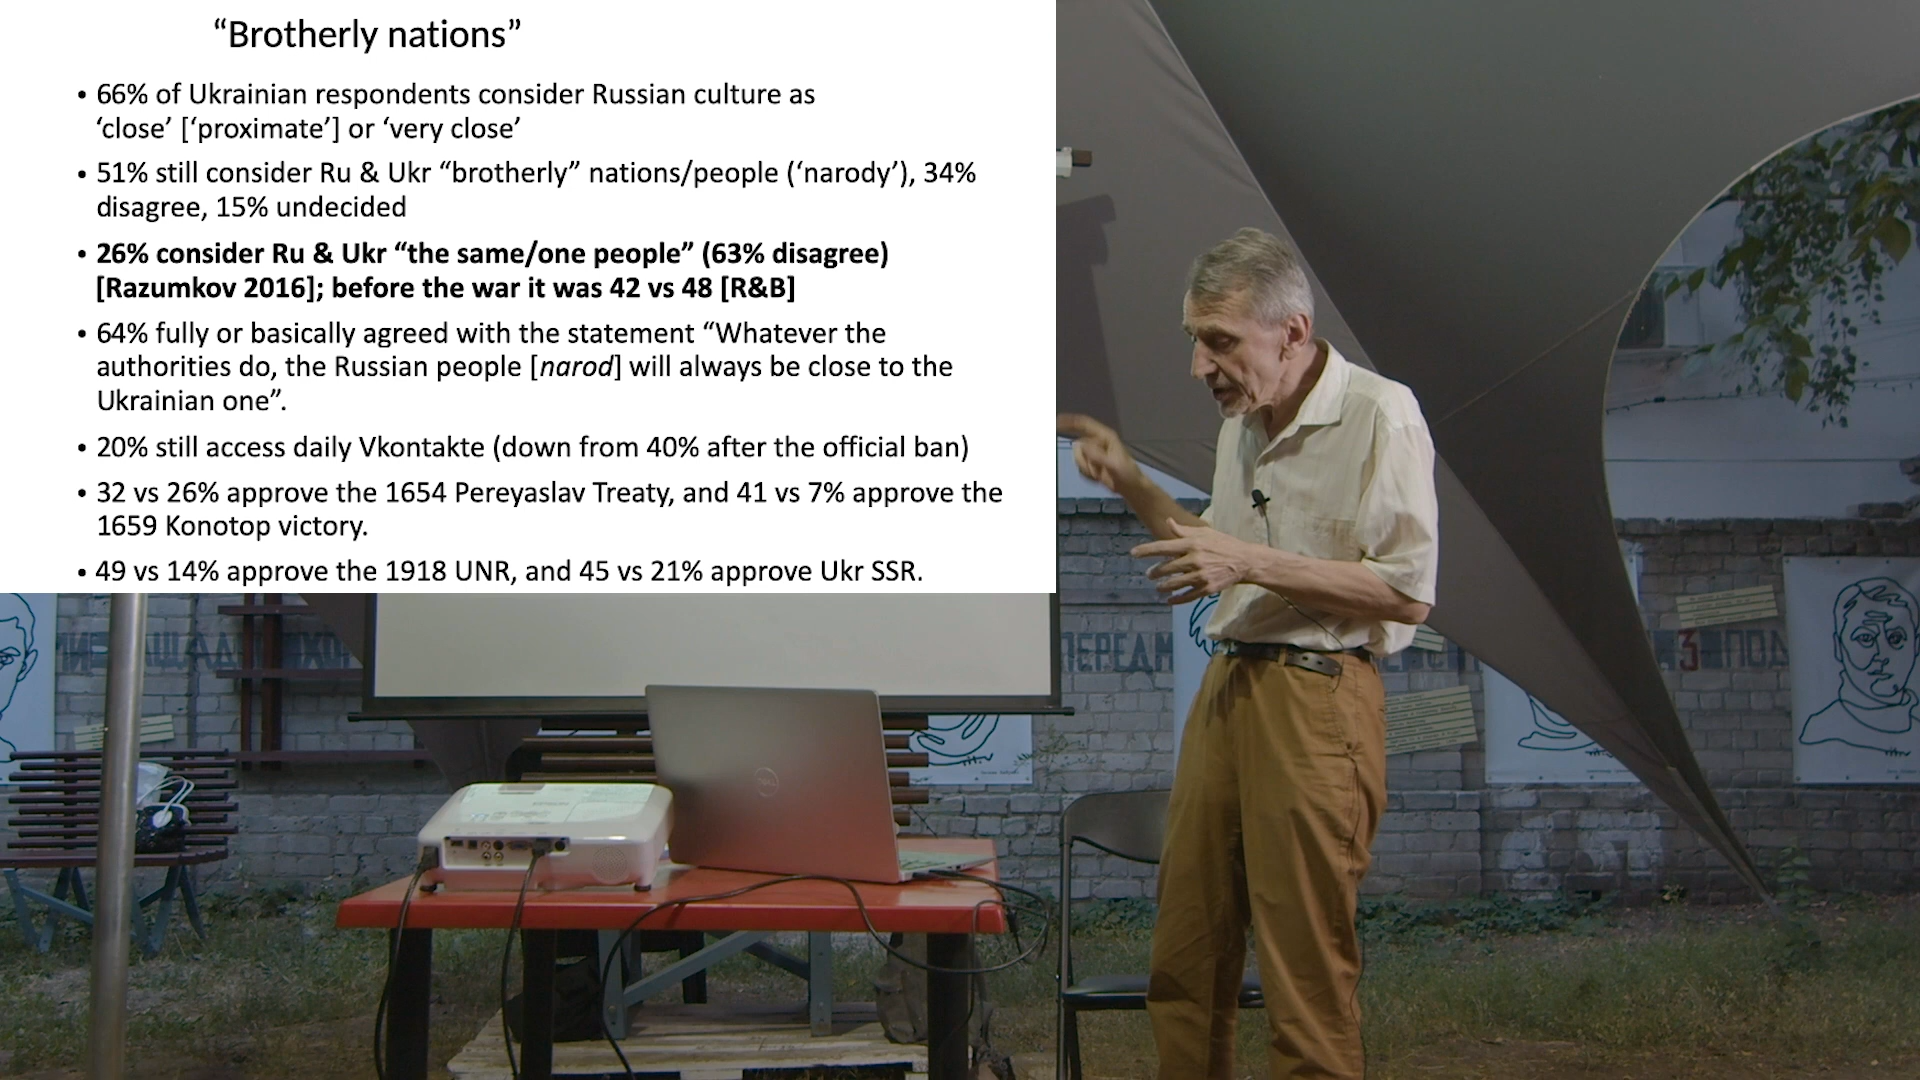 “Brotherly nations”
• 66% of Ukrainian respondents consider Russian culture as
‘close’ [‘proximate’] or ‘very close’
• 51% still consider Ru & Ukr “brotherly” nations/people (‘narody’), 34%
disagree, 15% undecided
• 26% consider Ru & Ukr “the same/one people” (63% disagree)
[Razumkov 2016]; before the war it was 42 vs 48 [R&B]
• 64% fully or basically agreed with the statement “Whatever the
authorities do, the Russian people [narod] will always be close to the
Ukrainian one”.
• 20% still access daily Vkontakte (down from 40% after the official ban)
• 32 vs 26% approve the 1654 Pereyaslav Treaty, and 41 vs 7% approve the
1659 Konotop victory.
• 49 vs 14% approve the 1918 UNR, and 45 vs 21% approve Ukr SSR.
DELL